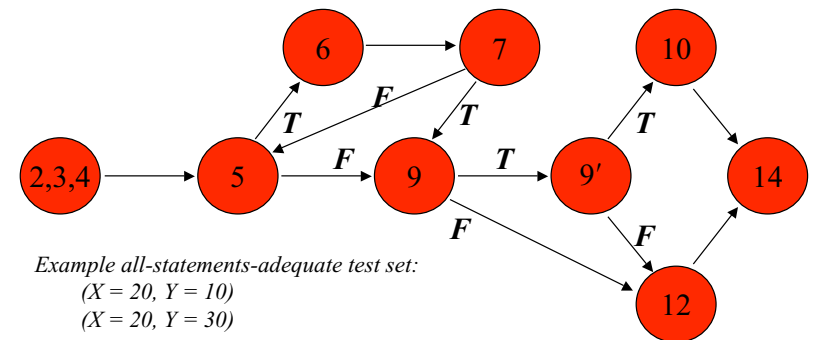 6
7
10
F
T
T
T
2,3,4
5
F
9
T
9′
14
F
F
Example all-statements-adequate test set:
(X = 20, Y = 10)
(X = 20, Y = 30)
12